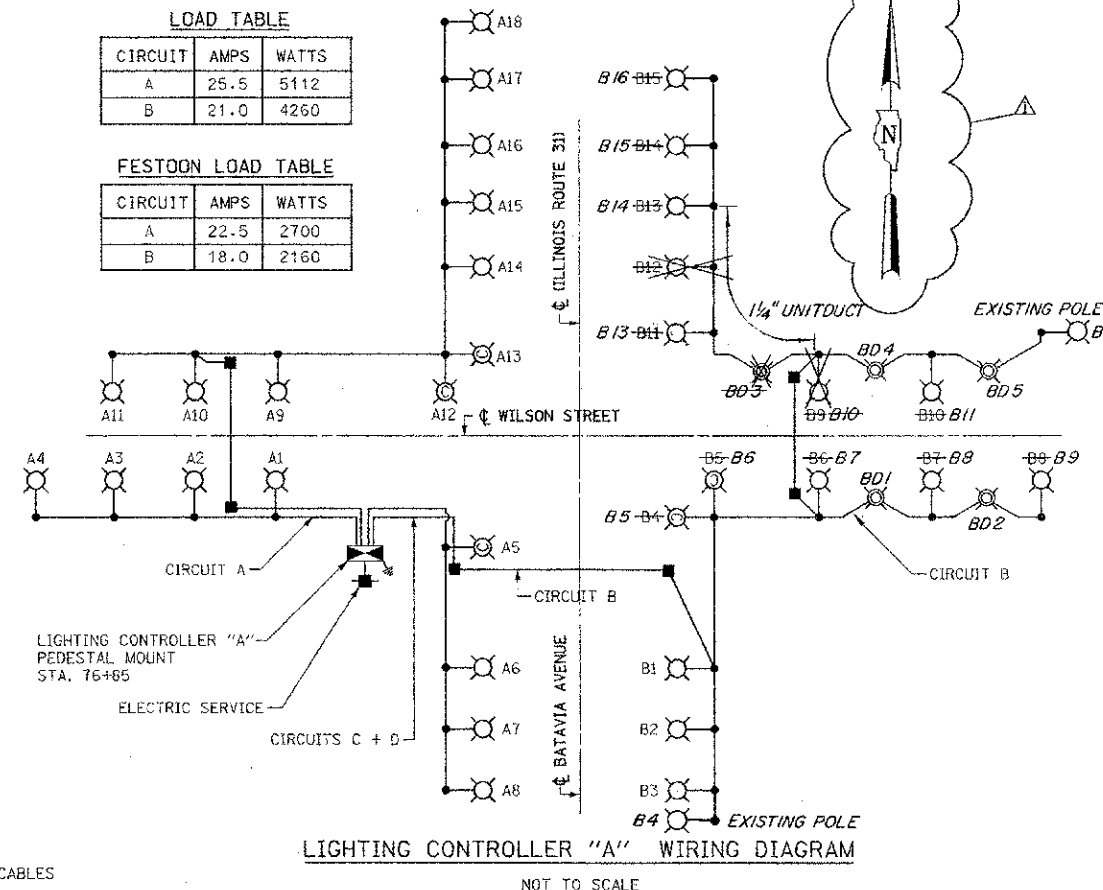 LOAD TABLE
CIRCUIT AMPS WATTS
A 25.5 5112
B 21.0 4260
FESTOON LOAD TABLE
CIRCUIT AMPS WATTS
A 22.5 2700
B 18.0 2160
A18
A17
A16
A15
A14
A13
A12
A11
A10
A9
B16 B15
B15 B14
B14 B13
B12
B13 B11
℄ (ILLINOIS ROUTE 31)
N
1
1¼" UNITDUCT
EXISTING POLE
B
BD3
BD4
BD5
B9 B10
B10 B11
℄ WILSON STREET
A4
A3
A2
A1
B5 B6
B6 B7
B7 B8
B8 B9
BD1
BD2
B5 B4
A5
CIRCUIT A
CIRCUIT B
CIRCUIT B
LIGHTING CONTROLLER "A"
PEDESTAL MOUNT
STA. 76+85
ELECTRIC SERVICE
CIRCUITS C + D
℄ BATAVIA AVENUE
A6
A7
A8
B1
B2
B3
B4 EXISTING POLE
LIGHTING CONTROLLER "A" WIRING DIAGRAM
NOT TO SCALE
CABLES